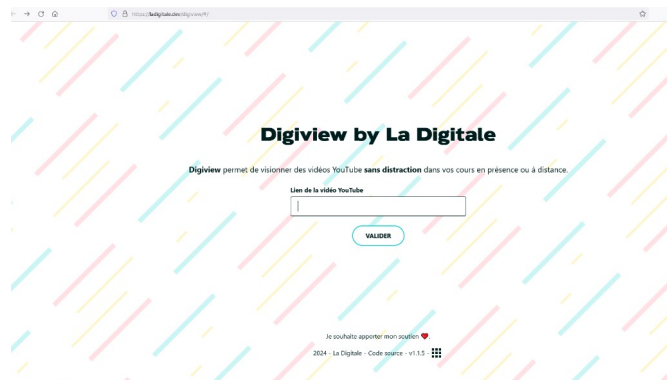 https://ladigitale.dev/digiview/#/
Digiview by La Digitale
Digiview permet de visionner des vidéos YouTube sans distraction dans vos cours en présence ou à distance.
Lien de la vidéo YouTube
VALIDER
Je souhaite apporter mon soutien ❤️.
2024 - La Digitale - Code source - v1.1.5 -